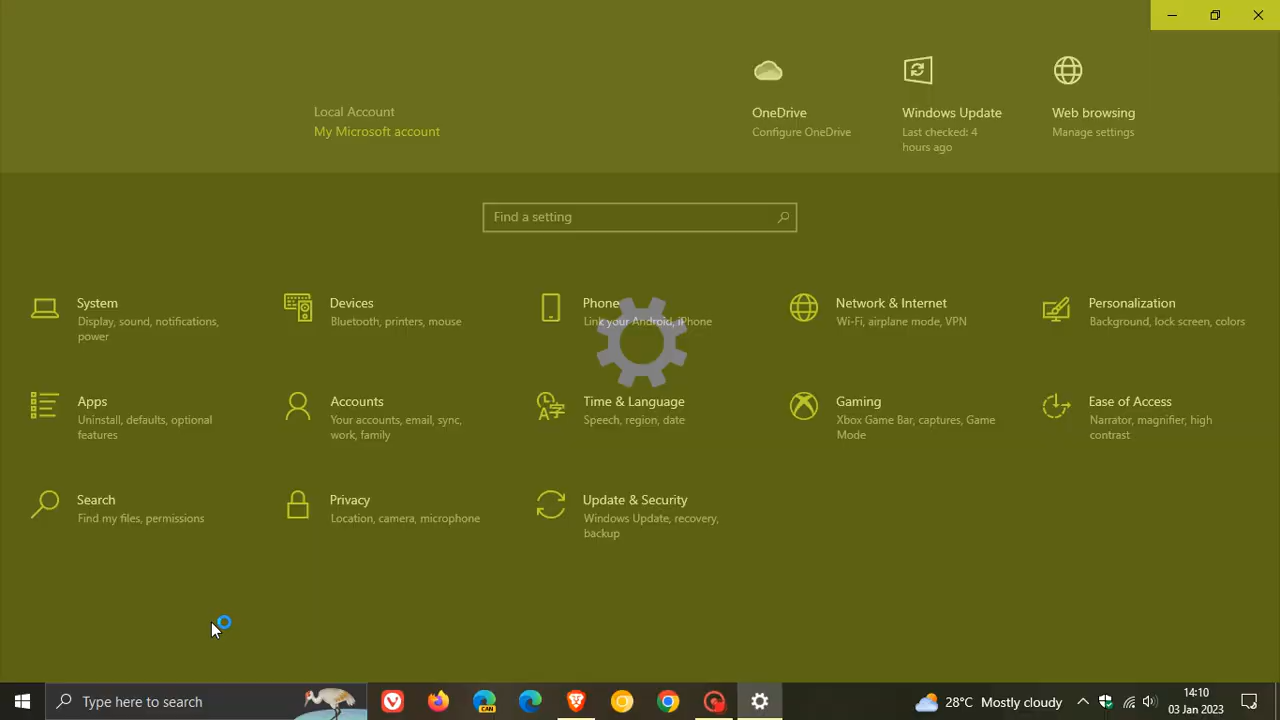 Local Account
My Microsoft account
OneDrive
Configure OneDrive
Windows Update
Last checked: 4
hours ago
Web browsing
Manage settings
Find a setting
System
Display, sound, notifications,
power
Devices
Bluetooth, printers, mouse
Phone
Link your Android, iPhone
Network & Internet
Wi-Fi, airplane mode, VPN
Personalization
Background, lock screen, colors
Apps
Uninstall, defaults, optional
features
Accounts
Your accounts, email, sync,
work, family
Time & Language
Speech, region, date
Gaming
Xbox Game Bar, captures, Game
Mode
Ease of Access
Narrator, magnifier, high
contrast
Search
Find my files, permissions
Privacy
Location, camera, microphone
Update & Security
Windows Update, recovery,
backup
Type here to search
CAN
28°C Mostly cloudy
14:10
03 Jan 2023